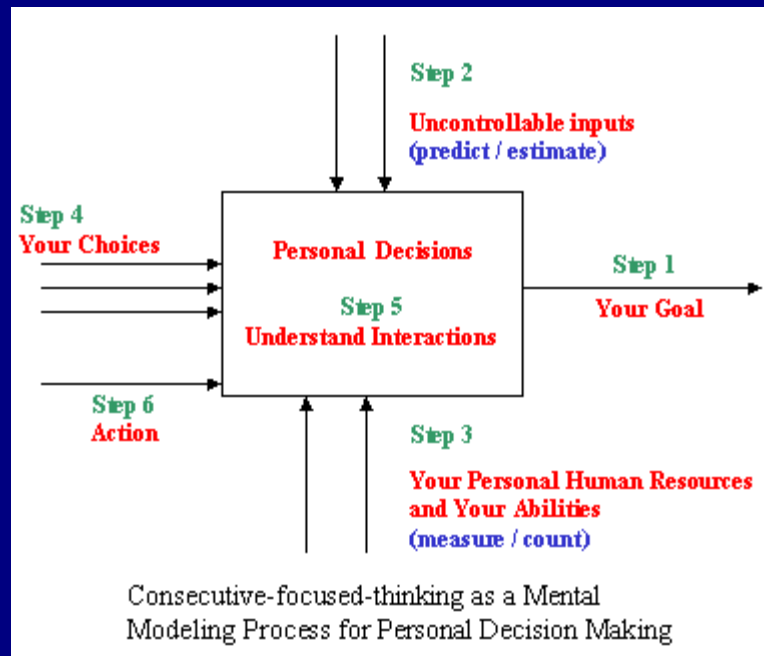 Step 2
Uncontrollable inputs
(predict / estimate)
Step 4
Your Choices
Personal Decisions
Step 5
Understand Interactions
Step 1
Your Goal
Step 6
Action
Step 3
Your Personal Human Resources
and Your Abilities
(measure / count)
Consecutive-focused-thinking as a Mental
Modeling Process for Personal Decision Making